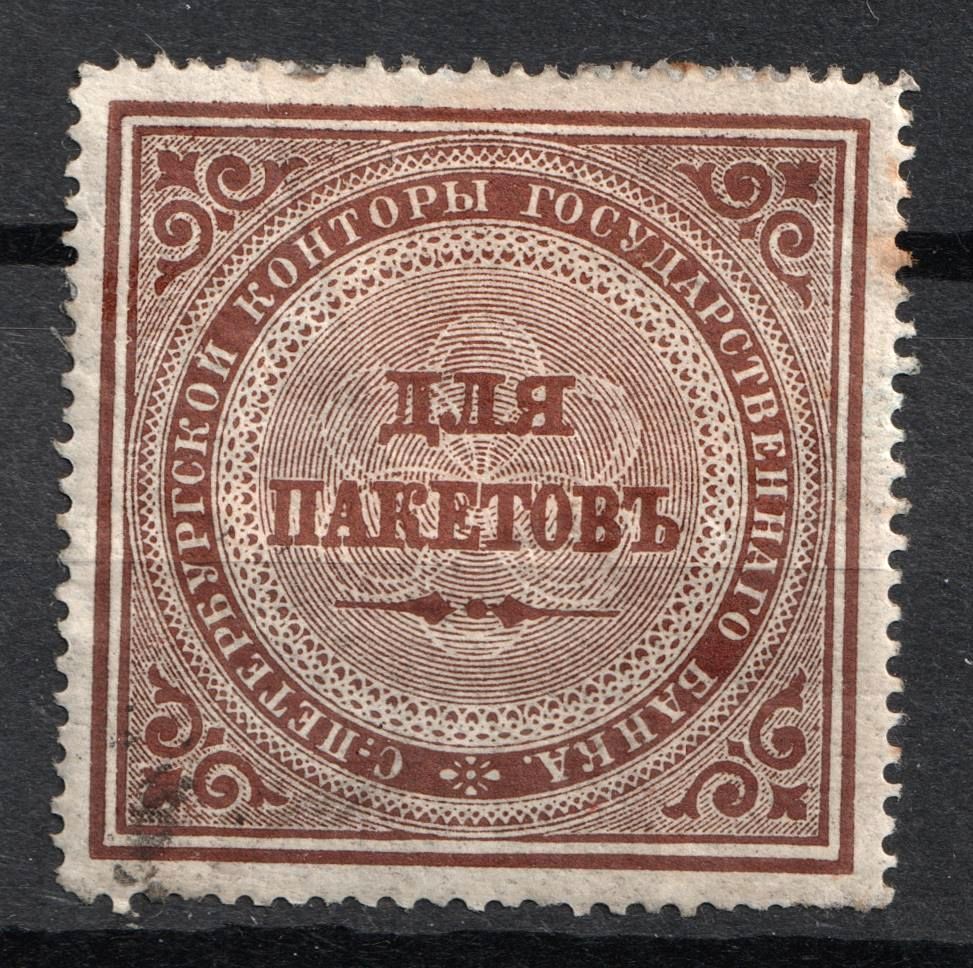 С:ПЕТЕРБУРГСКОЙ КОНТОРЫ ГОСУДАРСТВЕННАГО БАНКА.
ДЛЯ
ПАКЕТОВЪ